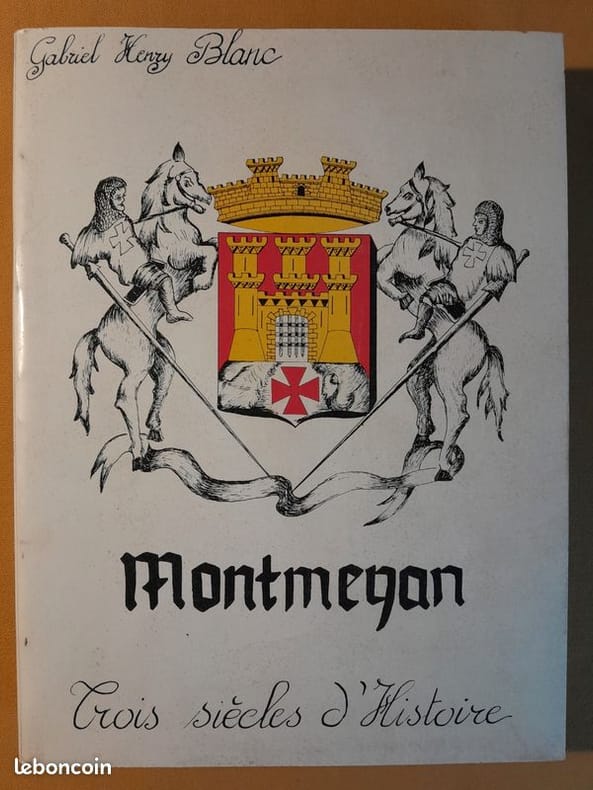 Gabriel Henry Blanc
Montmeyan
Trois siècles d'Histoire
leboncoin